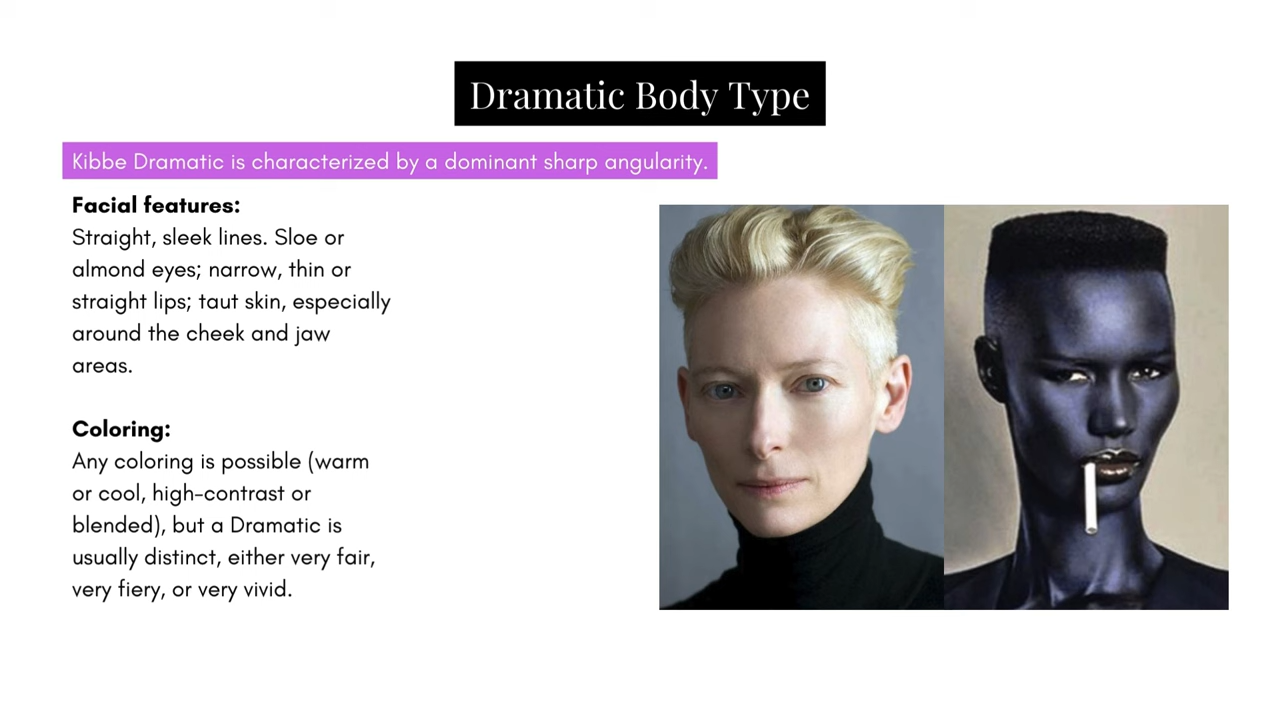 Dramatic Body Type
Kibbe Dramatic is characterized by a dominant sharp angularity.
Facial features:
Straight, sleek lines. Sloe or
almond eyes; narrow, thin or
straight lips; taut skin, especially
around the cheek and jaw
areas.
Coloring:
Any coloring is possible (warm
or cool, high-contrast or
blended), but a Dramatic is
usually distinct, either very fair,
very fiery, or very vivid.